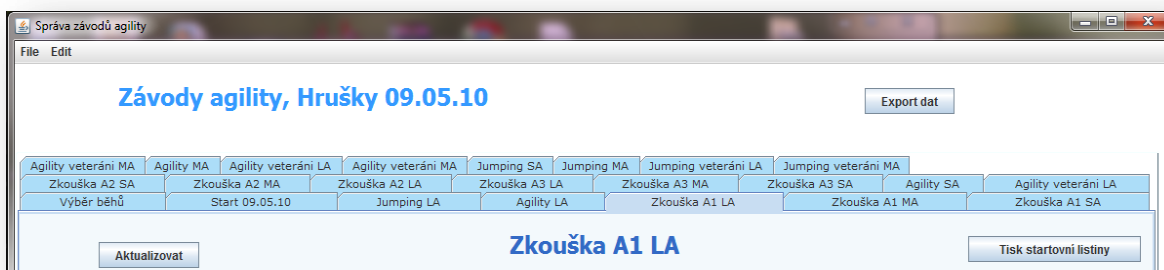 Správa závodů agility
File Edit
Závody agility, Hrušky 09.05.10
Export dat
Agility veteráni MA Agility MA Agility veteráni LA Agility veteráni MA Jumping SA Jumping MA Jumping veteráni LA Jumping veteráni MA
Zkouška A2 SA Zkouška A2 MA Zkouška A2 LA Zkouška A3 LA Zkouška A3 MA Zkouška A3 SA Agility SA Agility veteráni LA
Výběr běhů Start 09.05.10 Jumping LA Agility LA Zkouška A1 LA Zkouška A1 MA Zkouška A1 SA
Aktualizovat Zkouška A1 LA Tisk startovní listiny